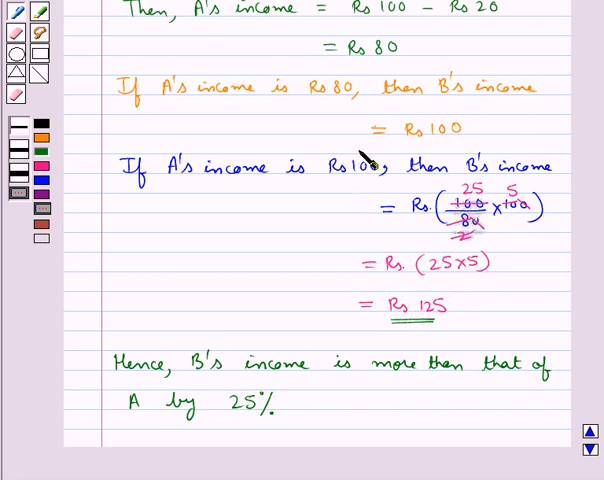 Then, A's income = Rs 100 - Rs 20
= Rs 80
If A's income is Rs 80, then B's income
= Rs 100
If A's income is Rs 100, then B's income
25 5
= Rs. (100/80 × 100)
2
= Rs. (25×5)
= Rs 125
Hence, B's income is more than that of
A by 25%